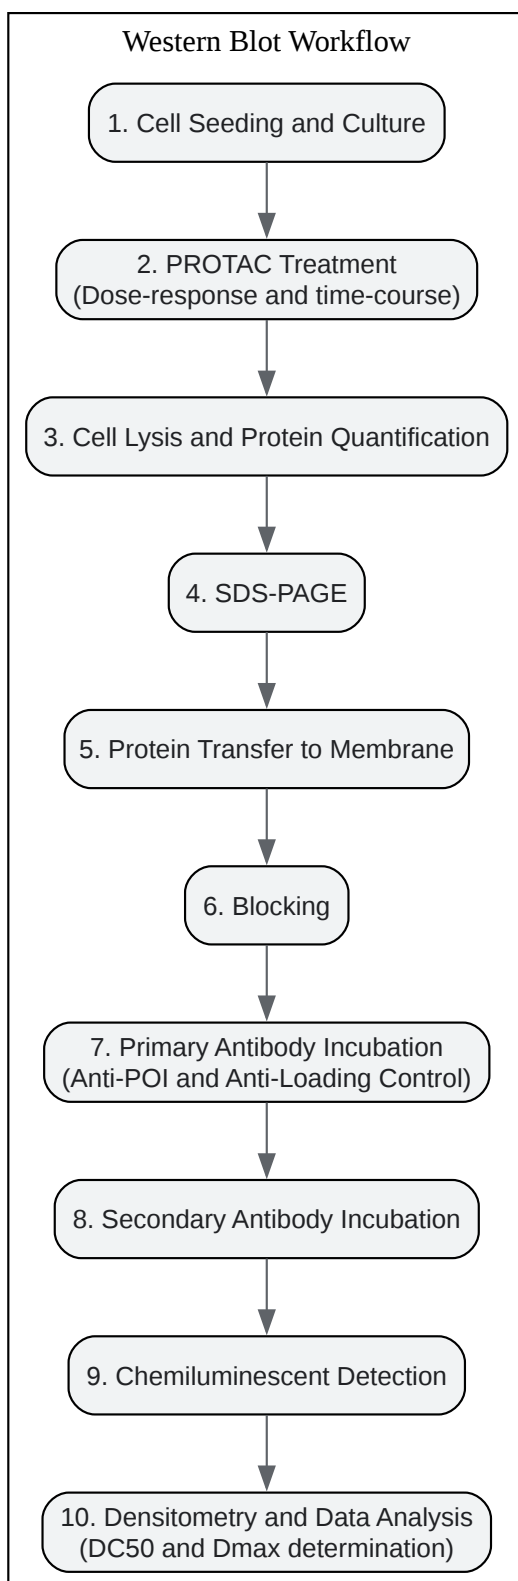 Western Blot Workflow
1. Cell Seeding and Culture
2. PROTAC Treatment
(Dose-response and time-course)
3. Cell Lysis and Protein Quantification
4. SDS-PAGE
5. Protein Transfer to Membrane
6. Blocking
7. Primary Antibody Incubation
(Anti-POI and Anti-Loading Control)
8. Secondary Antibody Incubation
9. Chemiluminescent Detection
10. Densitometry and Data Analysis
(DC50 and Dmax determination)